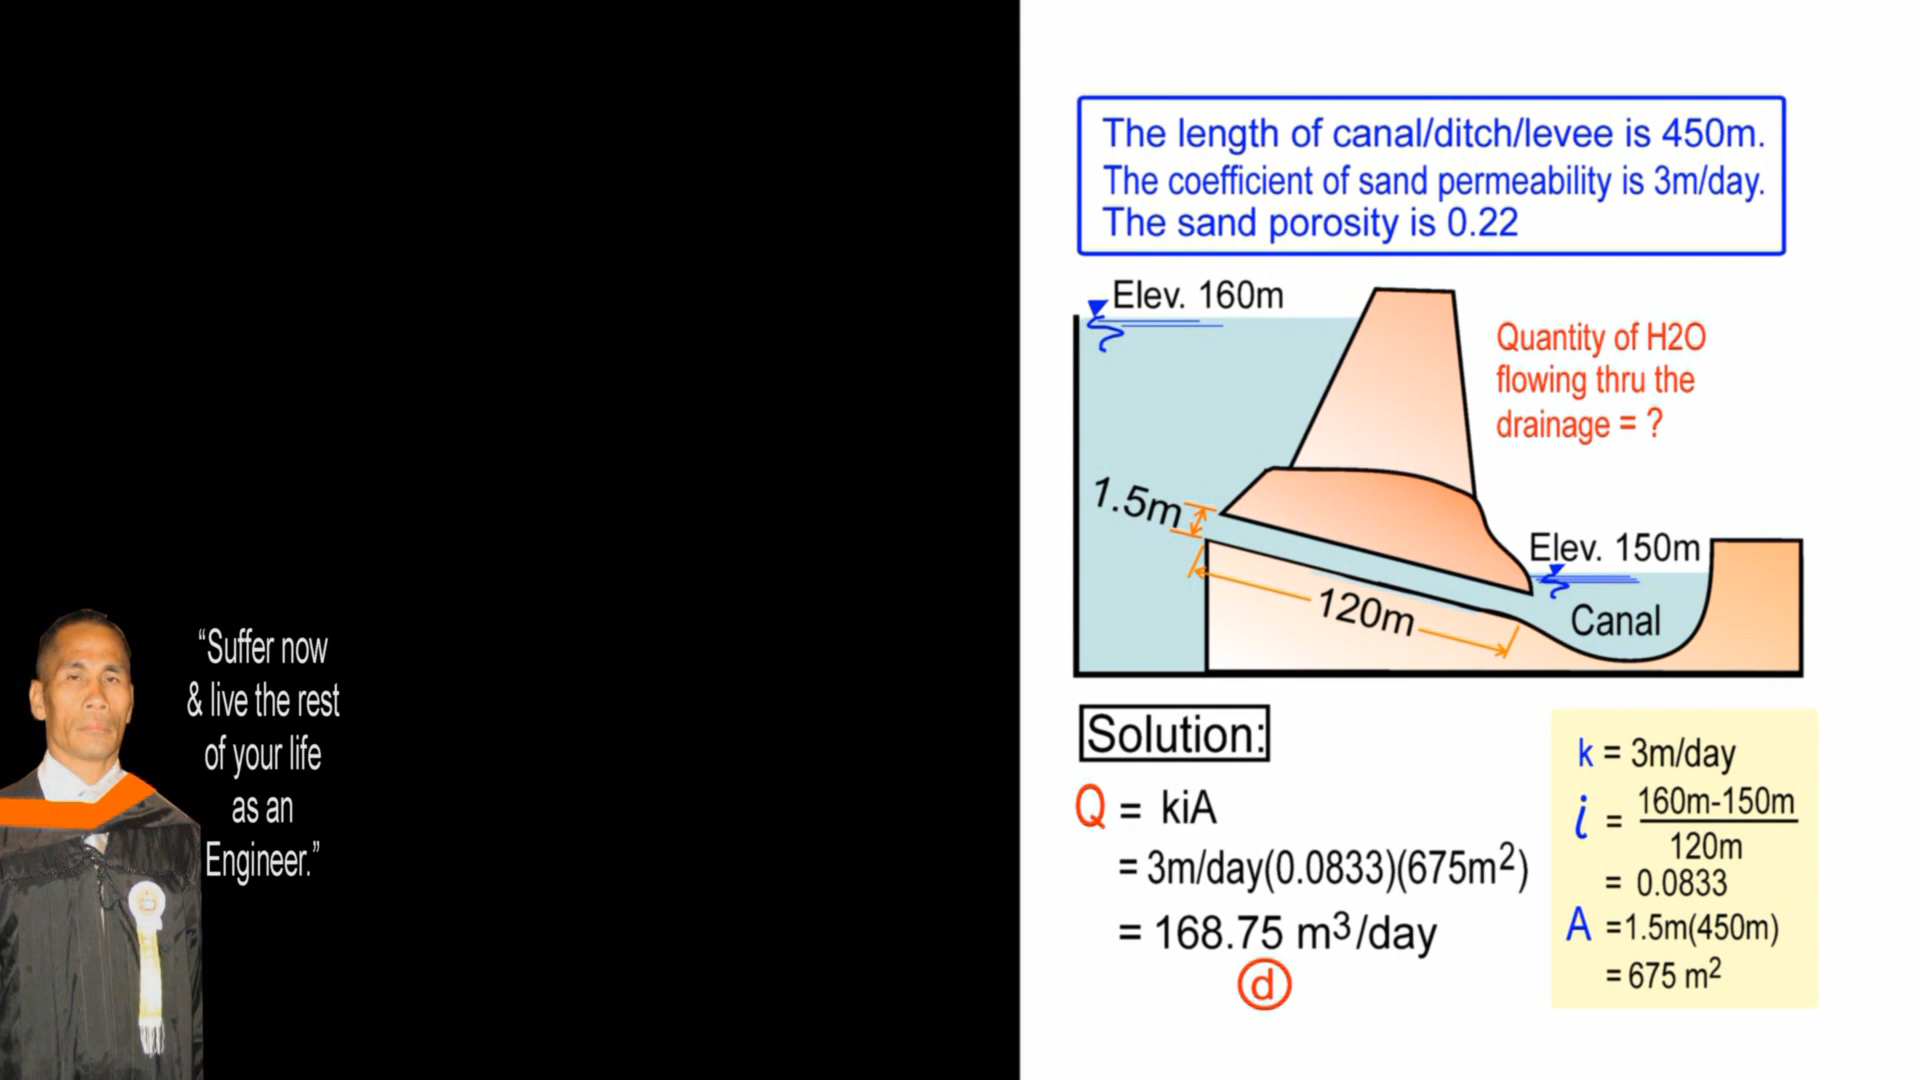 “Suffer now
& live the rest
of your life
as an
Engineer.”
The length of canal/ditch/levee is 450m.
The coefficient of sand permeability is 3m/day.
The sand porosity is 0.22
Elev. 160m
Quantity of H2O
flowing thru the
drainage = ?
1.5m
120m
Elev. 150m
Canal
Solution:
Q = kiA
= 3m/day(0.0833)(675m²)
= 168.75 m³/day
d
k = 3m/day
i = 160m-150m
120m
= 0.0833
A =1.5m(450m)
= 675 m²